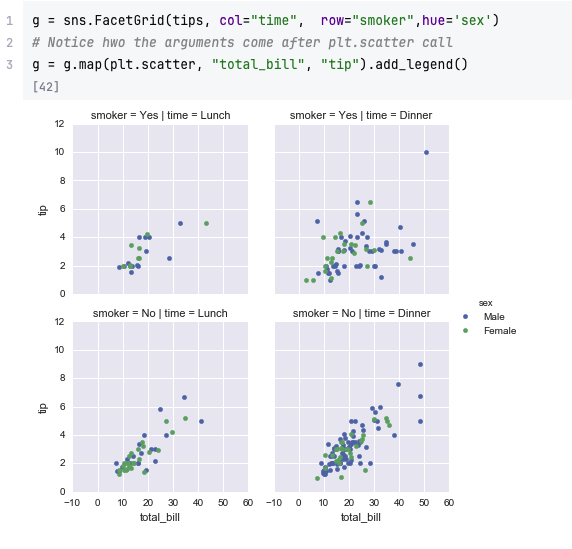 1 g = sns.FacetGrid(tips, col="time",  row="smoker",hue='sex')
2 # Notice hwo the arguments come after plt.scatter call
3 g = g.map(plt.scatter, "total_bill", "tip").add_legend()
[42]
smoker = Yes | time = Lunch
smoker = Yes | time = Dinner
12
10
8
6
4
2
0
tip
smoker = No | time = Lunch
smoker = No | time = Dinner
sex
Male
Female
12
10
8
6
4
2
0
tip
−10 0 10 20 30 40 50 60
−10 0 10 20 30 40 50 60
total_bill
total_bill